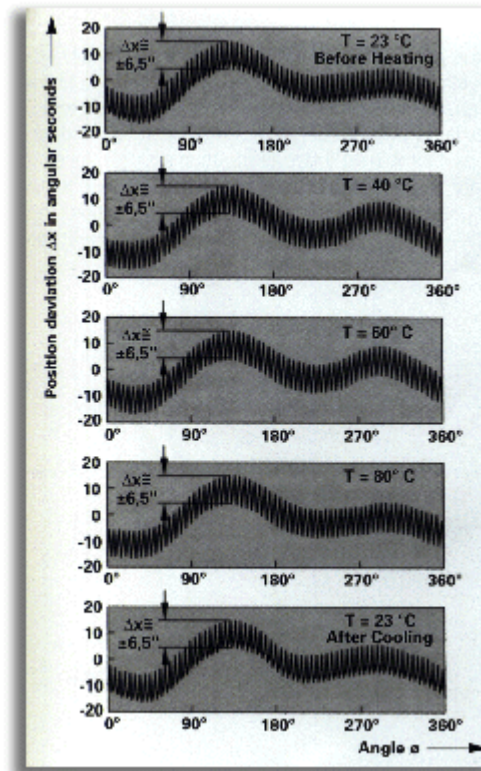 Position deviation Δx in angular seconds
20
10
0
-10
-20
Δx≅
±6,5"
T = 23 °C
Before Heating
0° 90° 180° 270° 360°
20
10
0
-10
-20
Δx≅
±6,5"
T = 40 °C
0° 90° 180° 270° 360°
20
10
0
-10
-20
Δx≅
±6,5"
T = 60° C
0° 90° 180° 270° 360°
20
10
0
-10
-20
Δx≅
±6,5"
T = 80° C
0° 90° 180° 270° 360°
20
10
0
-10
-20
Δx≅
±6,5"
T = 23 °C
After Cooling
0° 90° 180° 270° 360°
Angle ø